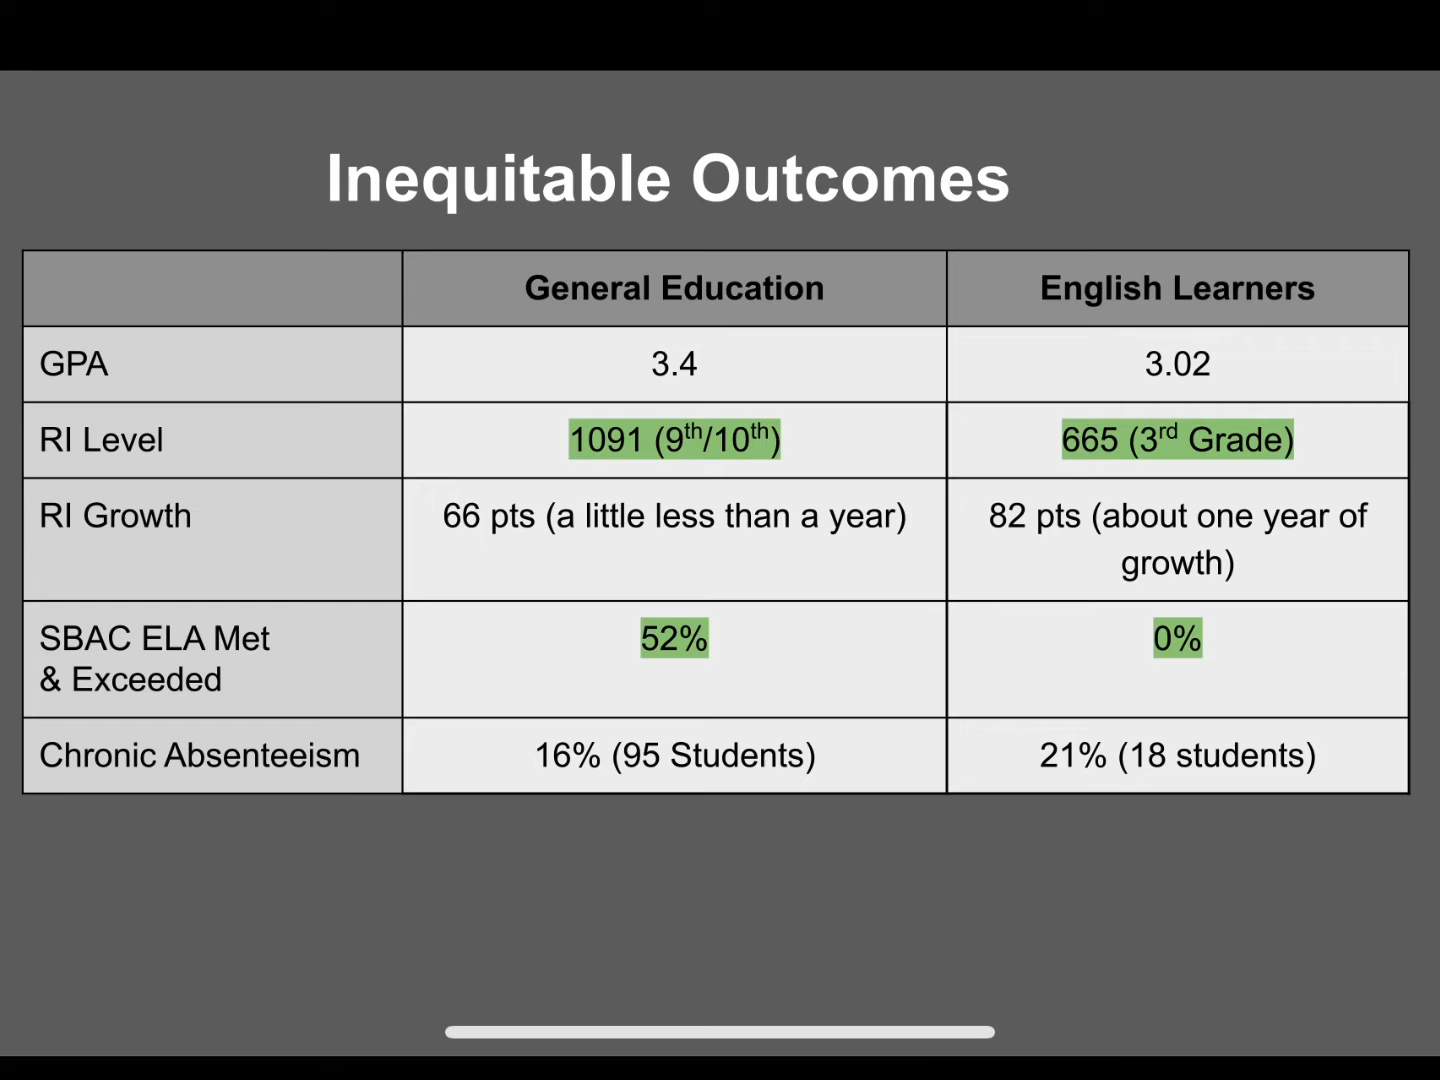 Inequitable Outcomes
General Education English Learners
GPA 3.4 3.02
RI Level 1091 (9th/10th) 665 (3rd Grade)
RI Growth 66 pts (a little less than a year) 82 pts (about one year of
growth)
SBAC ELA Met 52% 0%
& Exceeded
Chronic Absenteeism 16% (95 Students) 21% (18 students)